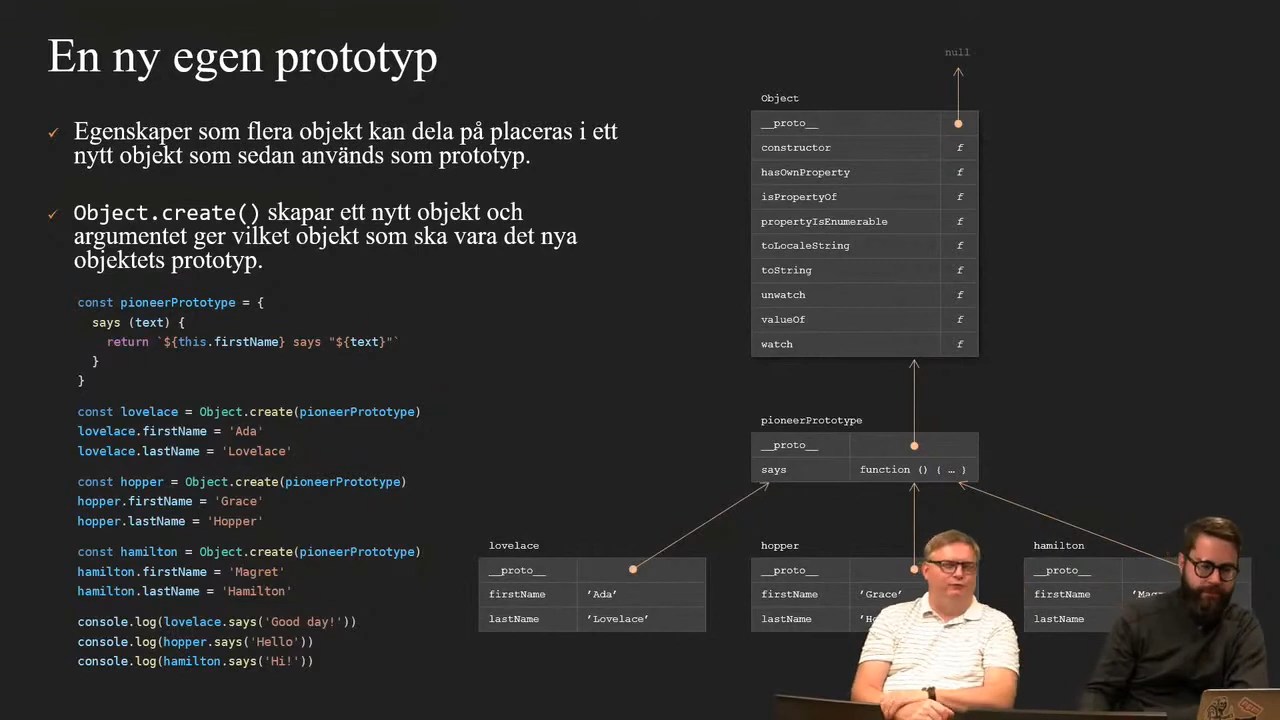 En ny egen prototyp
✓ Egenskaper som flera objekt kan dela på placeras i ett
nytt objekt som sedan används som prototyp.
✓ Object.create() skapar ett nytt objekt och
argumentet ger vilket objekt som ska vara det nya
objektets prototyp.
const pioneerPrototype = {
says (text) {
return `${this.firstName} says "${text}"`
}
}
const lovelace = Object.create(pioneerPrototype)
lovelace.firstName = 'Ada'
lovelace.lastName = 'Lovelace'
const hopper = Object.create(pioneerPrototype)
hopper.firstName = 'Grace'
hopper.lastName = 'Hopper'
const hamilton = Object.create(pioneerPrototype)
hamilton.firstName = 'Magret'
hamilton.lastName = 'Hamilton'
console.log(lovelace.says('Good day!'))
console.log(hopper.says('Hello'))
console.log(hamilton.says('Hi!'))
null
Object
__proto__
constructor f
hasOwnProperty f
isPropertyOf f
propertyIsEnumerable f
toLocaleString f
toString f
unwatch f
valueOf f
watch f
pioneerPrototype
__proto__
says function () { … }
lovelace
__proto__
firstName ’Ada’
lastName ’Lovelace’
hopper
__proto__
firstName ’Grace’
lastName
hamilton
__proto__
firstName
lastName